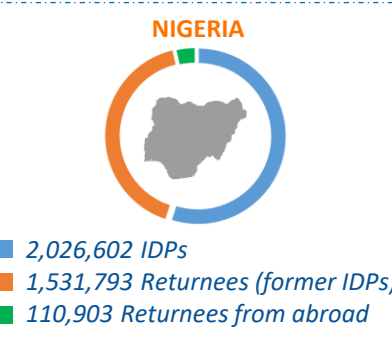 NIGERIA
2,026,602 IDPs
1,531,793 Returnees (former IDPs)
110,903 Returnees from abroad